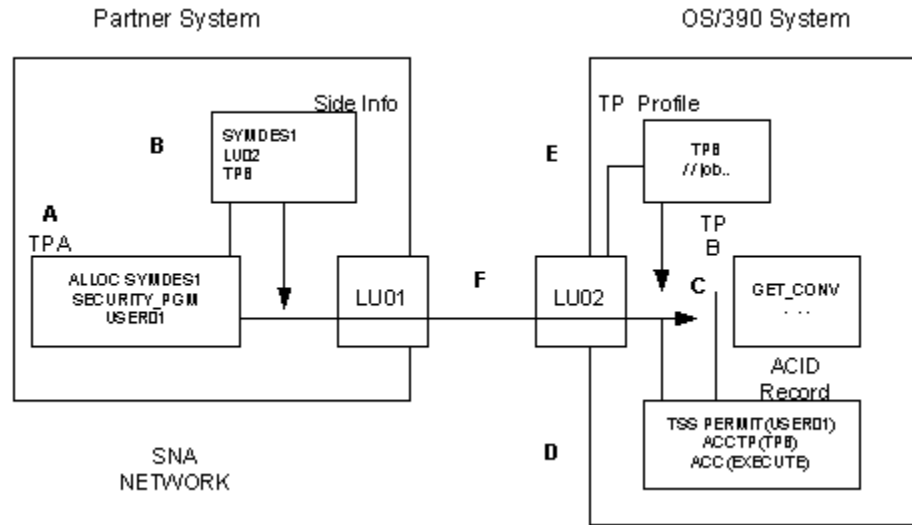 Partner System
OS/390 System
Side Info
TP Profile
B
SYMDES1
LU02
TPB
E
TPB
//job..
A
TPA
TP
B
ALLOC SYMDES1
SECURITY_PGM
USER01
LU01
F
LU02
C
GET_CONV
. . .
ACID
Record
D
TSS PERMIT(USER01)
ACCTP(TPB)
ACC(EXECUTE)
SNA
NETWORK